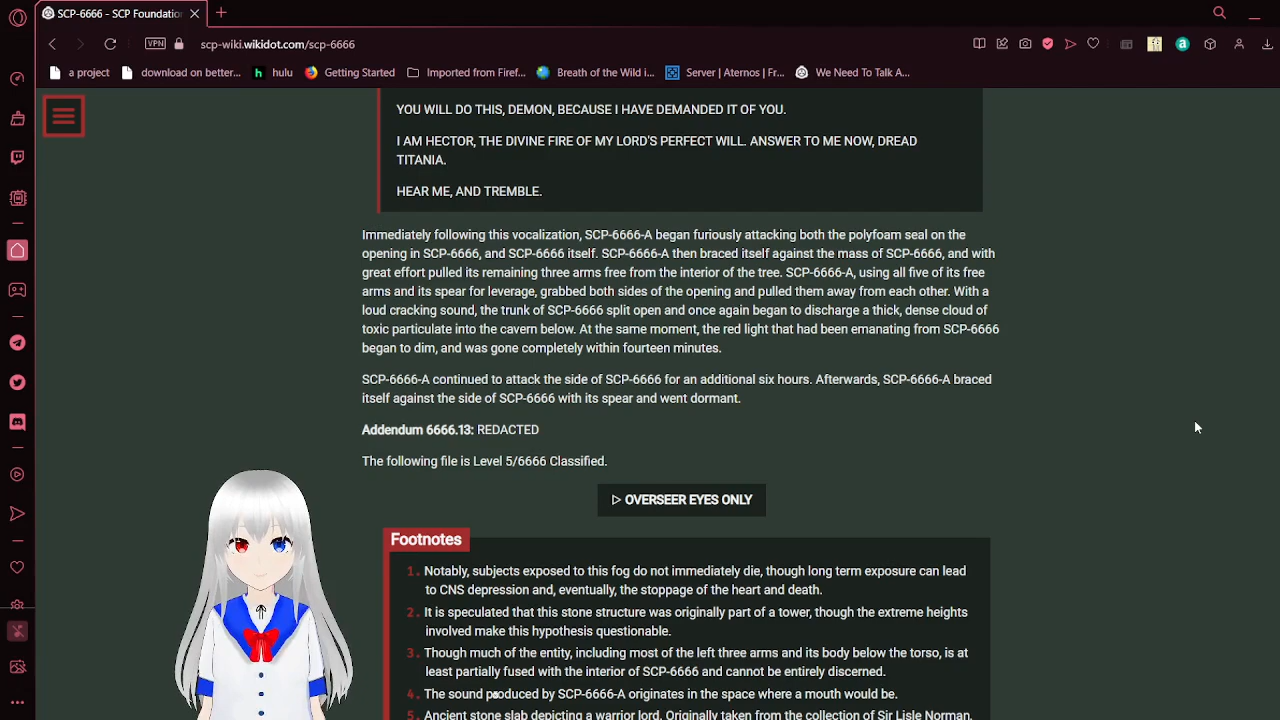 SCP-6666 - SCP Foundation
VPN
scp-wiki.wikidot.com/scp-6666
a project
download on better...
hulu
Getting Started
Imported from Firef...
Breath of the Wild i...
Server | Aternos | Fr...
We Need To Talk A...
YOU WILL DO THIS, DEMON, BECAUSE I HAVE DEMANDED IT OF YOU.
I AM HECTOR, THE DIVINE FIRE OF MY LORD'S PERFECT WILL. ANSWER TO ME NOW, DREAD
TITANIA.
HEAR ME, AND TREMBLE.
Immediately following this vocalization, SCP-6666-A began furiously attacking both the polyfoam seal on the
opening in SCP-6666, and SCP-6666 itself. SCP-6666-A then braced itself against the mass of SCP-6666, and with
great effort pulled its remaining three arms free from the interior of the tree. SCP-6666-A, using all five of its free
arms and its spear for leverage, grabbed both sides of the opening and pulled them away from each other. With a
loud cracking sound, the trunk of SCP-6666 split open and once again began to discharge a thick, dense cloud of
toxic particulate into the cavern below. At the same moment, the red light that had been emanating from SCP-6666
began to dim, and was gone completely within fourteen minutes.
SCP-6666-A continued to attack the side of SCP-6666 for an additional six hours. Afterwards, SCP-6666-A braced
itself against the side of SCP-6666 with its spear and went dormant.
Addendum 6666.13: REDACTED
The following file is Level 5/6666 Classified.
▷ OVERSEER EYES ONLY
Footnotes
1. Notably, subjects exposed to this fog do not immediately die, though long term exposure can lead
to CNS depression and, eventually, the stoppage of the heart and death.
2. It is speculated that this stone structure was originally part of a tower, though the extreme heights
involved make this hypothesis questionable.
3. Though much of the entity, including most of the left three arms and its body below the torso, is at
least partially fused with the interior of SCP-6666 and cannot be entirely discerned.
4. The sound produced by SCP-6666-A originates in the space where a mouth would be.
5. Ancient stone slab depicting a warrior lord. Originally taken from the collection of Sir Lisle Norman.